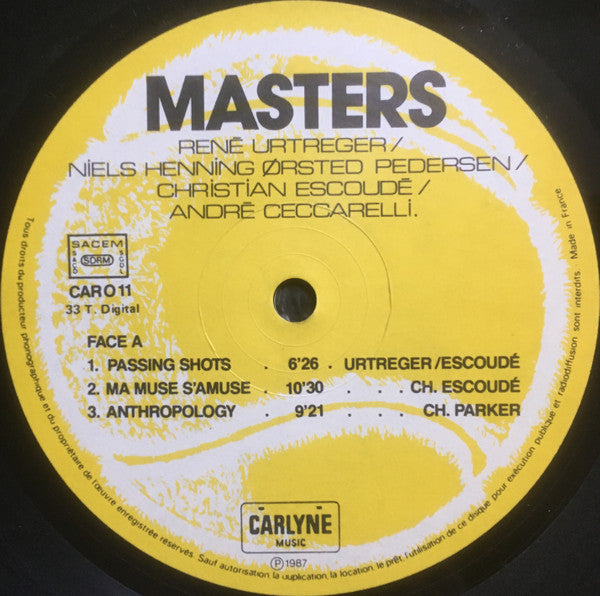 MASTERS
RENÉ URTREGER/
NIELS HENNING ØRSTED PEDERSEN/
CHRISTIAN ESCOUDÉ/
ANDRÉ CECCARELLI.
SACEM
SACD
SDRM
SGDL
CAR 011
33 T. Digital
FACE A
1. PASSING SHOTS . 6'26 . URTREGER/ESCOUDÉ
2. MA MUSE S'AMUSE . 10'30 . . . CH. ESCOUDÉ
3. ANTHROPOLOGY . 9'21 . . . CH. PARKER
CARLYNE
MUSIC
℗ 1987
Tous droits du producteur phonographique et du propriétaire de l'œuvre enregistrée réservés. Sauf autorisation, la duplication, la location, le prêt, l'utilisation de ce disque pour exécution publique et radiodiffusion sont interdits. Made in France